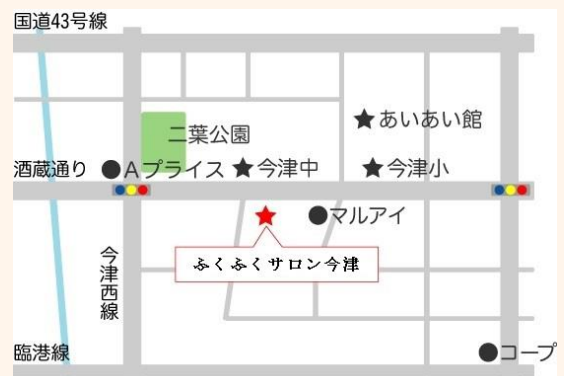 国道43号線
二葉公園
★あいあい館
酒蔵通り
●Aプライス
★今津中
★今津小
★
●マルアイ
ふくふくサロン今津
今津西線
臨港線
●コープ